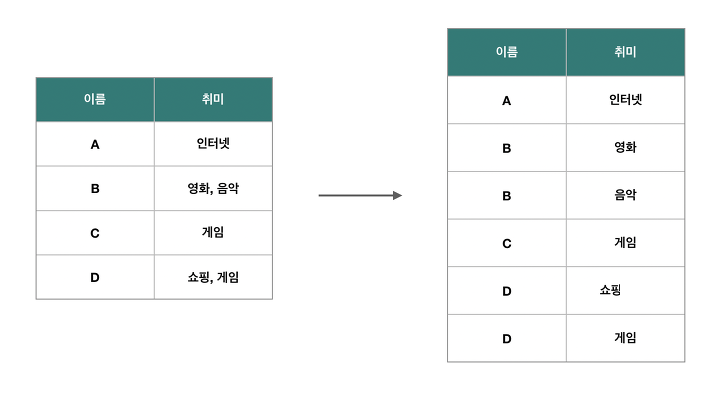 이름 취미
A 인터넷
B 영화, 음악
C 게임
D 쇼핑, 게임
이름 취미
A 인터넷
B 영화
B 음악
C 게임
D 쇼핑
D 게임